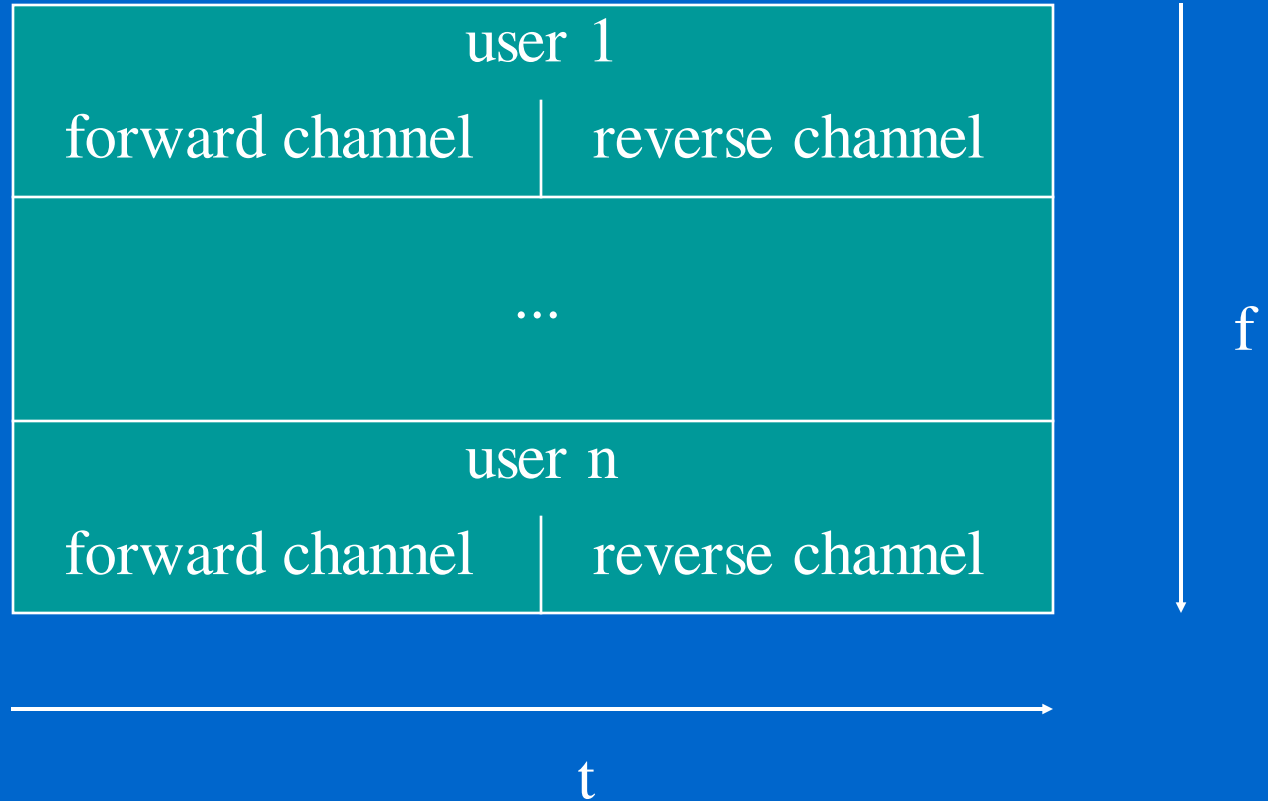 user 1
forward channel
reverse channel
...
f
user n
forward channel
reverse channel
t